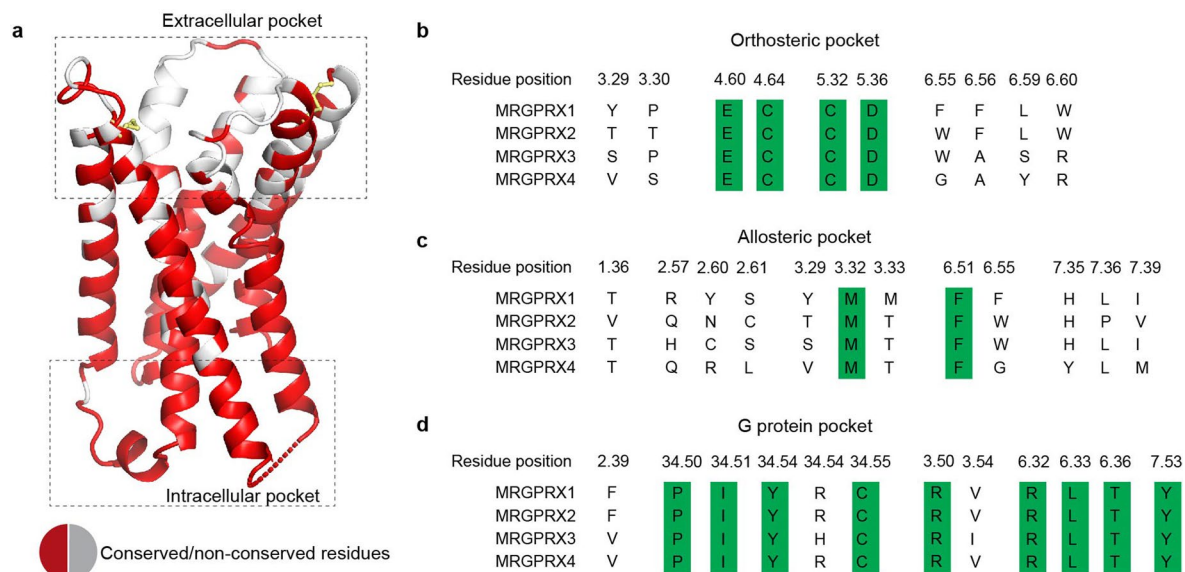 a
Extracellular pocket
Intracellular pocket
Conserved/non-conserved residues
b
Orthosteric pocket
Residue position 3.29 3.30 4.60 4.64 5.32 5.36 6.55 6.56 6.59 6.60
MRGPRX1 Y P E C C D F F L W
MRGPRX2 T T E C C D W F L W
MRGPRX3 S P E C C D W A S R
MRGPRX4 V S E C C D G A Y R
c
Allosteric pocket
Residue position 1.36 2.57 2.60 2.61 3.29 3.32 3.33 6.51 6.55 7.35 7.36 7.39
MRGPRX1 T R Y S Y M M F F H L I
MRGPRX2 V Q N C T M T F W H P V
MRGPRX3 T H C S S M T F W H L I
MRGPRX4 T Q R L V M T F G Y L M
d
G protein pocket
Residue position 2.39 34.50 34.51 34.54 34.54 34.55 3.50 3.54 6.32 6.33 6.36 7.53
MRGPRX1 F P I Y R C R V R L T Y
MRGPRX2 F P I Y R C R V R L T Y
MRGPRX3 V P I Y H C R I R L T Y
MRGPRX4 V P I Y R C R V R L T Y